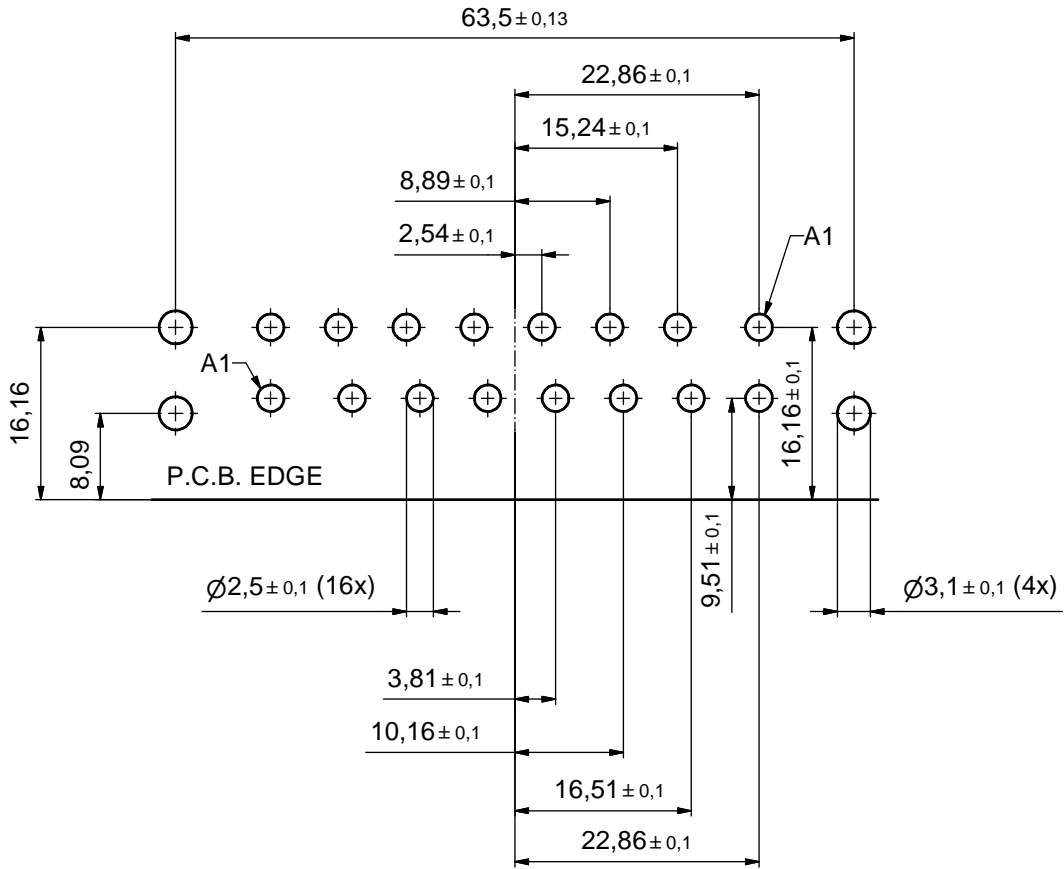 63,5 ± 0,13
22,86 ± 0,1
15,24 ± 0,1
8,89 ± 0,1
2,54 ± 0,1
A1
A1
16,16
8,09
16,16 ± 0,1
P.C.B. EDGE
9,51 ± 0,1
Ø2,5 ± 0,1 (16x)
Ø3,1 ± 0,1 (4x)
3,81 ± 0,1
10,16 ± 0,1
16,51 ± 0,1
22,86 ± 0,1